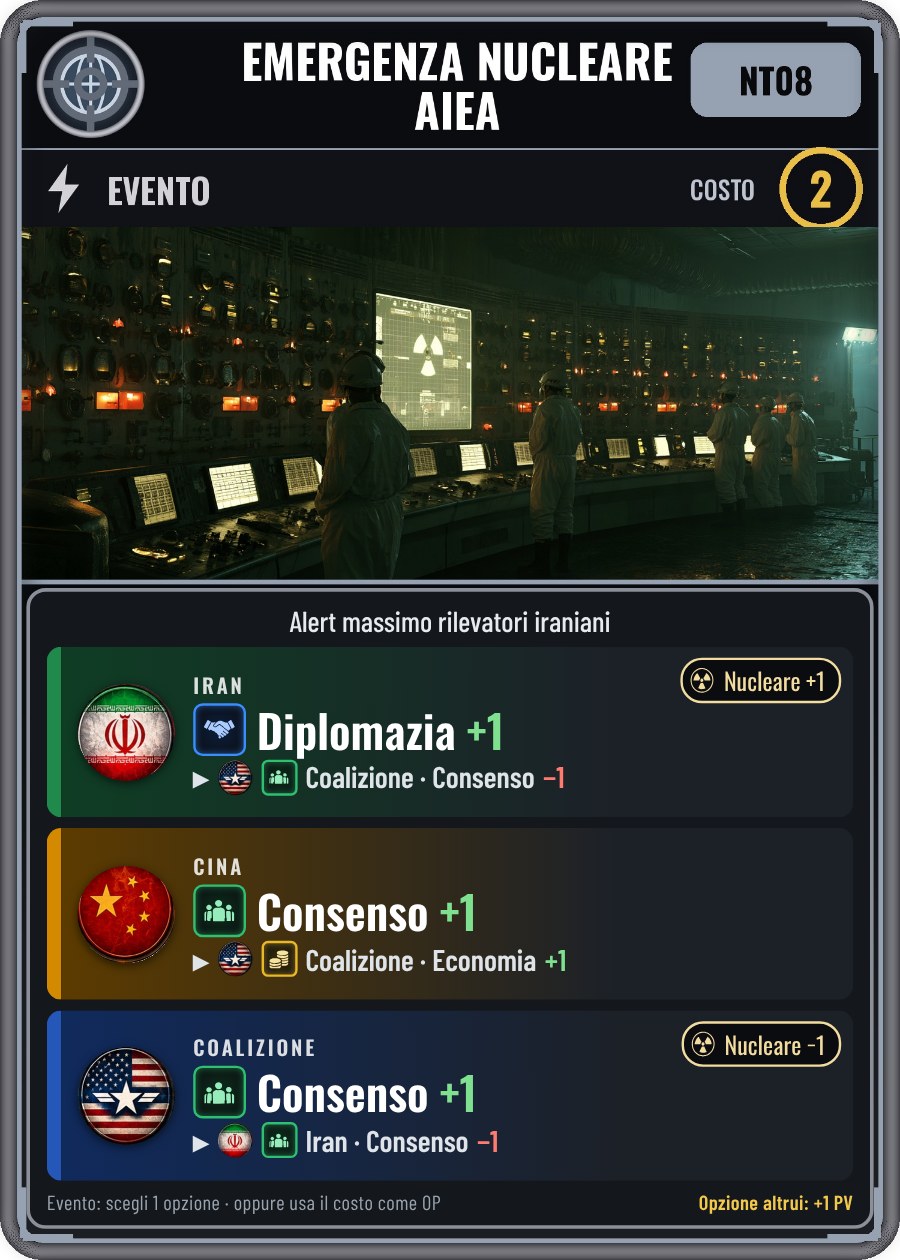 EMERGENZA NUCLEARE
AIEA
NT08
EVENTO
COSTO
2
Alert massimo rilevatori iraniani
IRAN
Nucleare +1
Diplomazia +1
▶ Coalizione · Consenso −1
CINA
Consenso +1
▶ Coalizione · Economia +1
COALIZIONE
Nucleare −1
Consenso +1
▶ Iran · Consenso −1
Evento: scegli 1 opzione · oppure usa il costo come OP
Opzione altrui: +1 PV